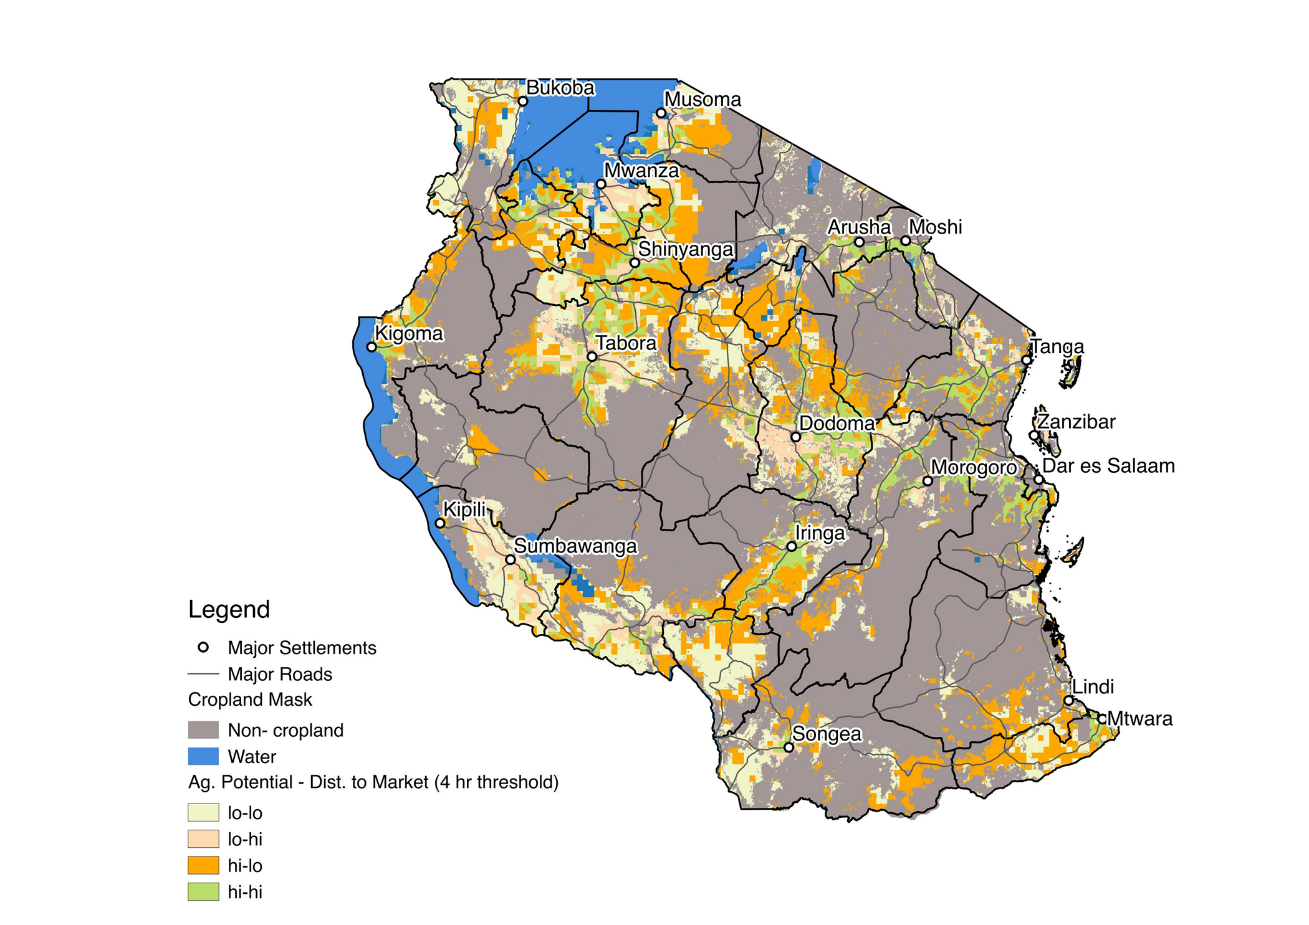 Bukoba
Musoma
Mwanza
Arusha
Moshi
Shinyanga
Kigoma
Tabora
Tanga
Zanzibar
Dodoma
Morogoro
Dar es Salaam
Kipili
Iringa
Sumbawanga
Lindi
Mtwara
Songea
Legend
Major Settlements
Major Roads
Cropland Mask
Non- cropland
Water
Ag. Potential - Dist. to Market (4 hr threshold)
lo-lo
lo-hi
hi-lo
hi-hi